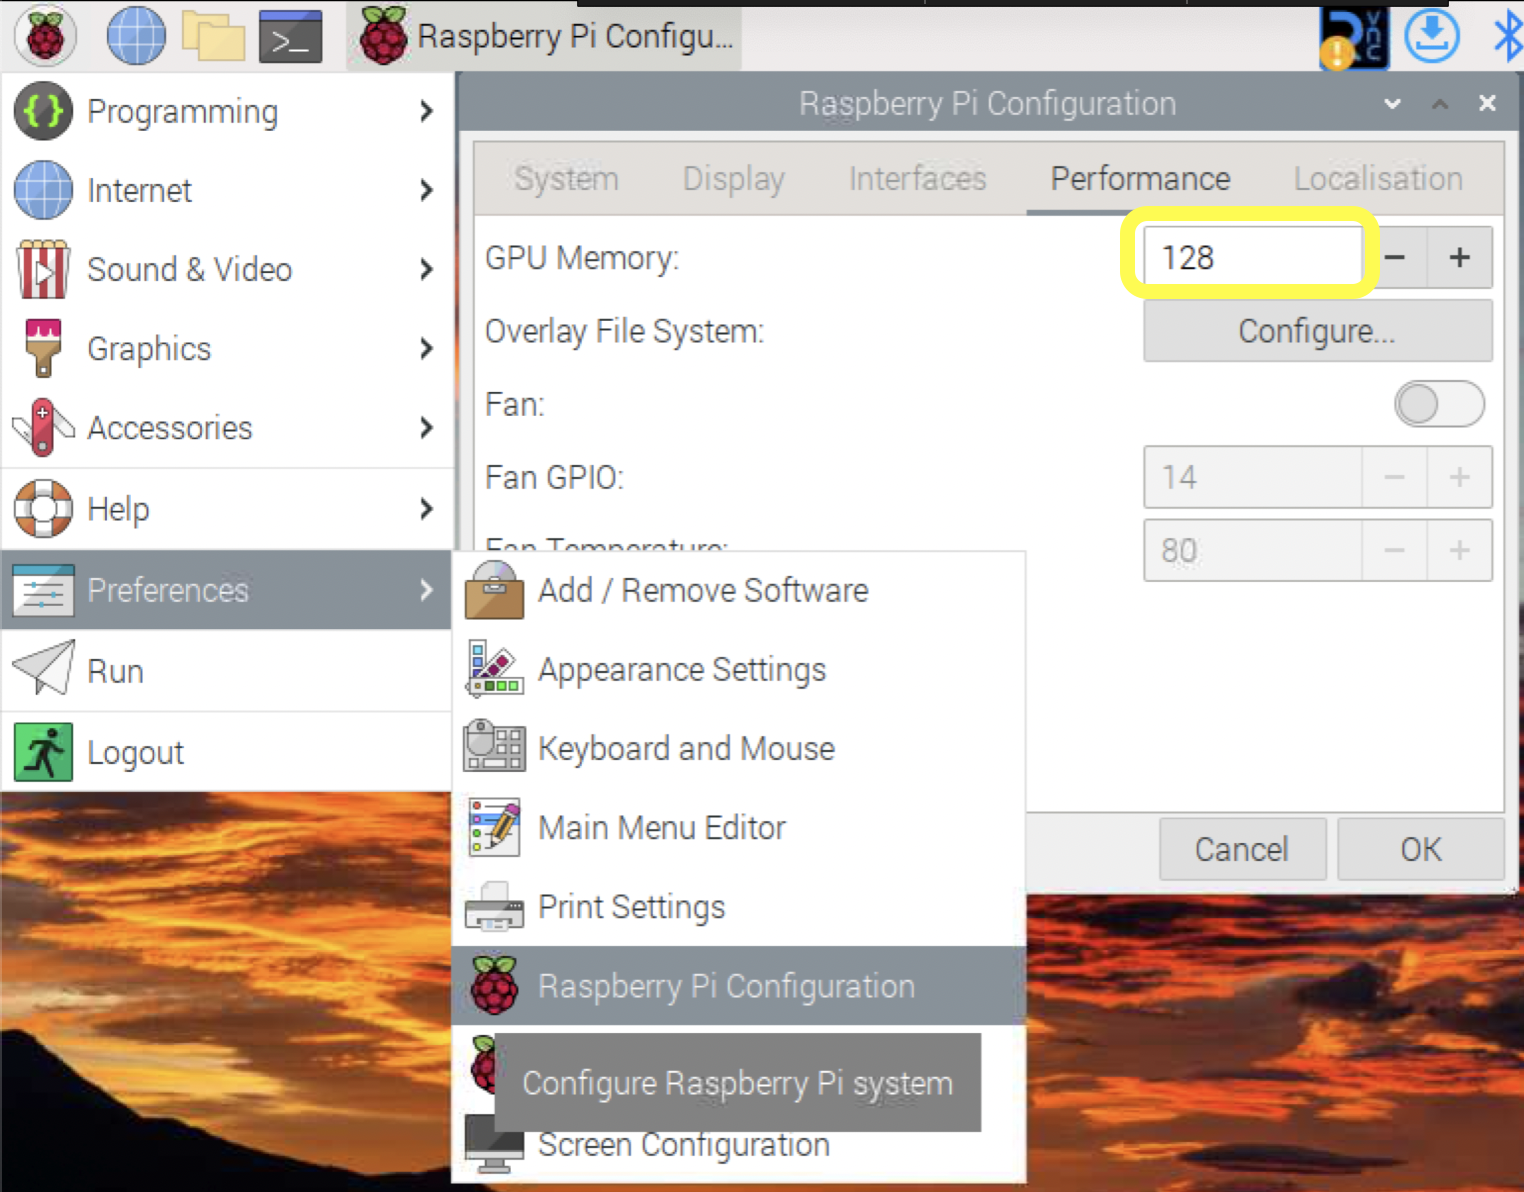 Raspberry Pi Configu...
Programming
Internet
Sound & Video
Graphics
Accessories
Help
Preferences
Run
Logout
Raspberry Pi Configuration
System Display Interfaces Performance Localisation
GPU Memory: 128 − +
Overlay File System: Configure...
Fan:
Fan GPIO: 14 − +
Fan Temperature: 80 − +
Add / Remove Software
Appearance Settings
Keyboard and Mouse
Main Menu Editor
Print Settings
Raspberry Pi Configuration
Configure Raspberry Pi system
Screen Configuration
Cancel OK